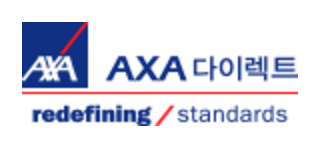 AXA AXA 다이렉트
redefining / standards